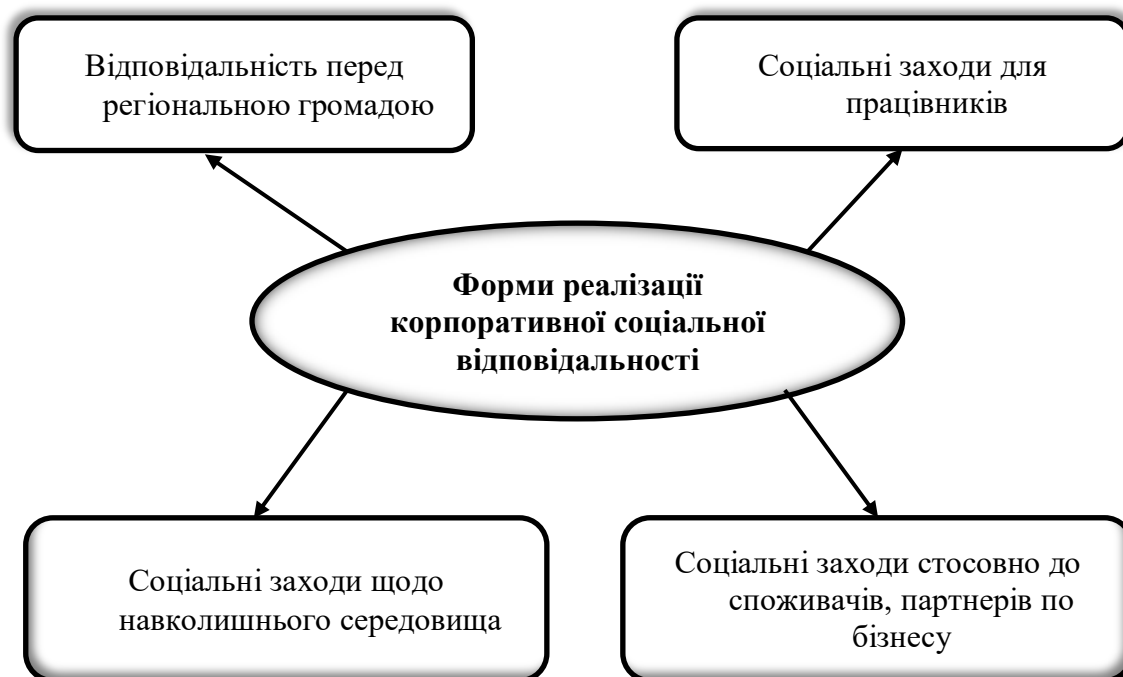 Відповідальність перед
регіональною громадою
Соціальні заходи для
працівників
Форми реалізації
корпоративної соціальної
відповідальності
Соціальні заходи щодо
навколишнього середовища
Соціальні заходи стосовно до
споживачів, партнерів по
бізнесу